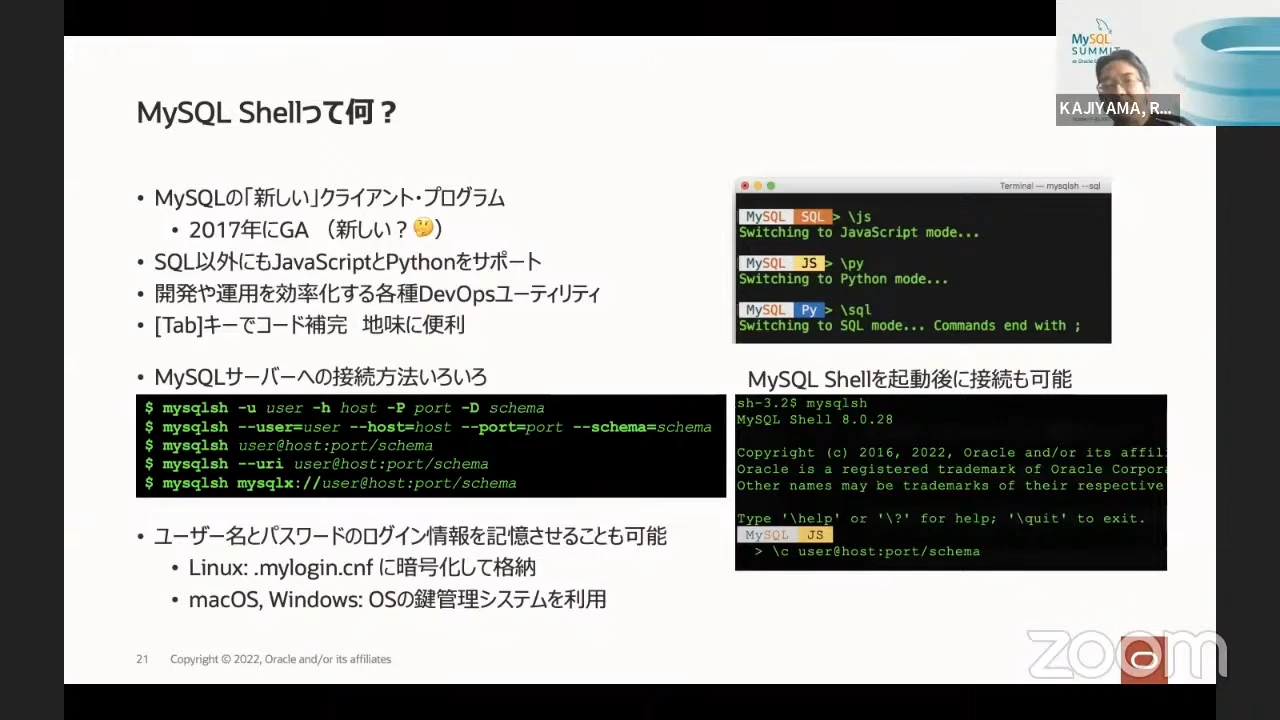 MySQL Shellって何？
• MySQLの「新しい」クライアント・プログラム
• 2017年にGA （新しい？🤔）
• SQL以外にもJavaScriptとPythonをサポート
• 開発や運用を効率化する各種DevOpsユーティリティ
• [Tab]キーでコード補完 地味に便利
• MySQLサーバーへの接続方法いろいろ
$ mysqlsh -u user -h host -P port -D schema
$ mysqlsh --user=user --host=host --port=port --schema=schema
$ mysqlsh user@host:port/schema
$ mysqlsh --uri user@host:port/schema
$ mysqlsh mysqlx://user@host:port/schema
• ユーザー名とパスワードのログイン情報を記憶させることも可能
• Linux: .mylogin.cnf に暗号化して格納
• macOS, Windows: OSの鍵管理システムを利用
Terminal — mysqlsh --sql
MySQL SQL > \js
Switching to JavaScript mode...
MySQL JS > \py
Switching to Python mode...
MySQL Py > \sql
Switching to SQL mode... Commands end with ;
MySQL Shellを起動後に接続も可能
sh-3.2$ mysqlsh
MySQL Shell 8.0.28
Copyright (c) 2016, 2022, Oracle and/or its affil
Oracle is a registered trademark of Oracle Corpora
Other names may be trademarks of their respective
Type '\help' or '\?' for help; '\quit' to exit.
MySQL JS
> \c user@host:port/schema
21 Copyright © 2022, Oracle and/or its affiliates
MySQL
SUMMIT
KAJIYAMA, R...
zoom